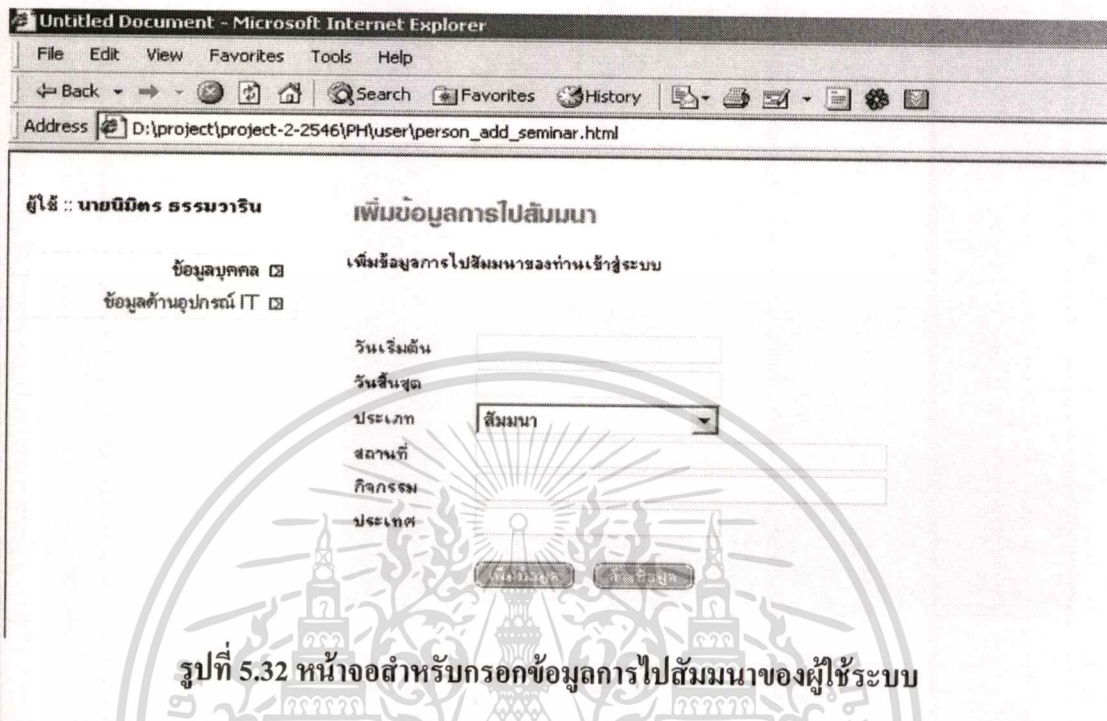 Untitled Document - Microsoft Internet Explorer
File Edit View Favorites Tools Help
Back Search Favorites History
Address D:\project\project-2-2546\PH\user\person_add_seminar.html
ผู้ใช้ :: นายนิมิตร ธรรมวาริน
เพิ่มข้อมูลการไปสัมมนา
ข้อมูลบุคคล
เพิ่มข้อมูลการไปสัมมนาของท่านเข้าสู่ระบบ
ข้อมูลด้านอุปกรณ์ IT
วันเริ่มต้น
วันสิ้นสุด
ประเภท สัมมนา
สถานที่
กิจกรรม
ประเทศ
รูปที่ 5.32 หน้าจอสำหรับกรอกข้อมูลการไปสัมมนาของผู้ใช้ระบบ